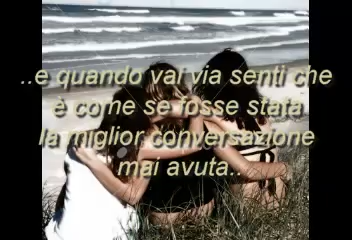 ..e quando vai via senti che
è come se fosse stata
la miglior conversazione
mai avuta..